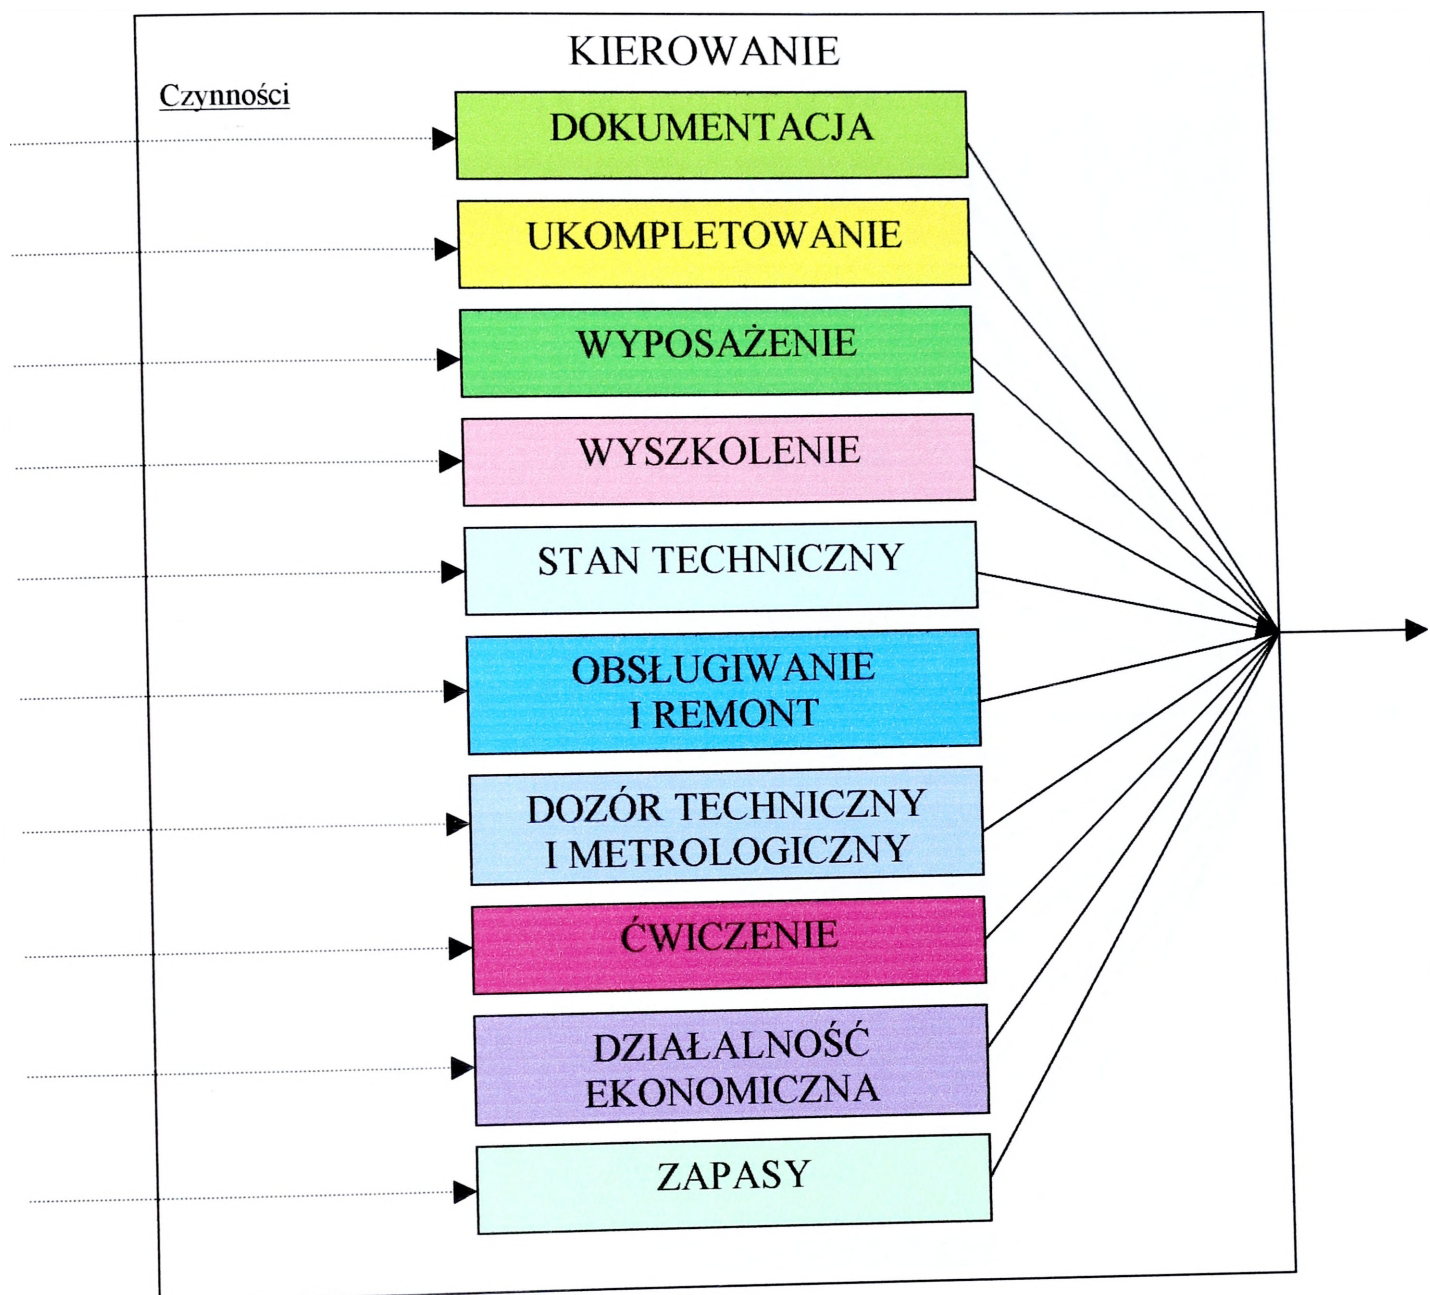 KIEROWANIE
Czynności
DOKUMENTACJA
UKOMPLETOWANIE
WYPOSAŻENIE
WYSZKOLENIE
STAN TECHNICZNY
OBSŁUGIWANIE
I REMONT
DOZÓR TECHNICZNY
I METROLOGICZNY
ĆWICZENIE
DZIAŁALNOŚĆ
EKONOMICZNA
ZAPASY